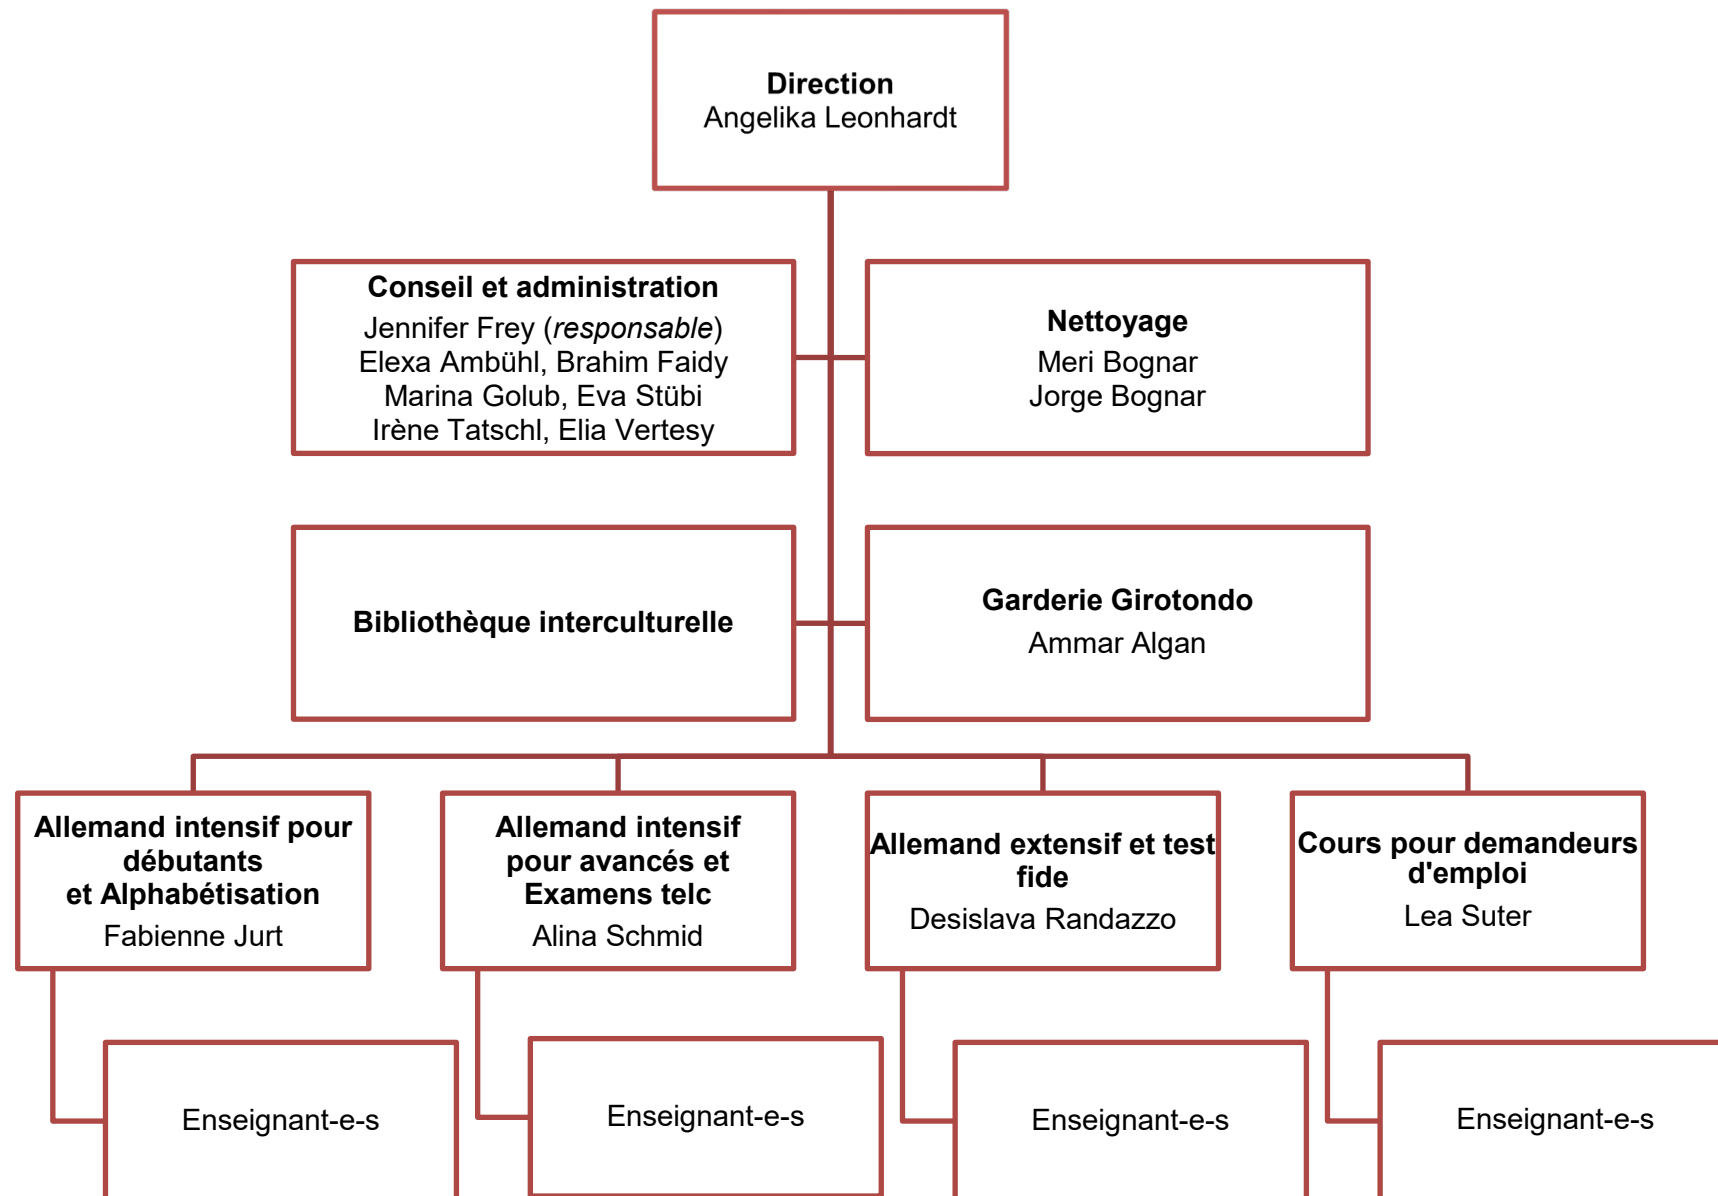 Direction
Angelika Leonhardt
Conseil et administration
Jennifer Frey (responsable)
Elexa Ambühl, Brahim Faidy
Marina Golub, Eva Stübi
Irène Tatschl, Elia Vertesy
Nettoyage
Meri Bognar
Jorge Bognar
Bibliothèque interculturelle
Garderie Girotondo
Ammar Algan
Allemand intensif pour
débutants
et Alphabétisation
Fabienne Jurt
Allemand intensif
pour avancés et
Examens telc
Alina Schmid
Allemand extensif et test
fide
Desislava Randazzo
Cours pour demandeurs
d'emploi
Lea Suter
Enseignant-e-s
Enseignant-e-s
Enseignant-e-s
Enseignant-e-s